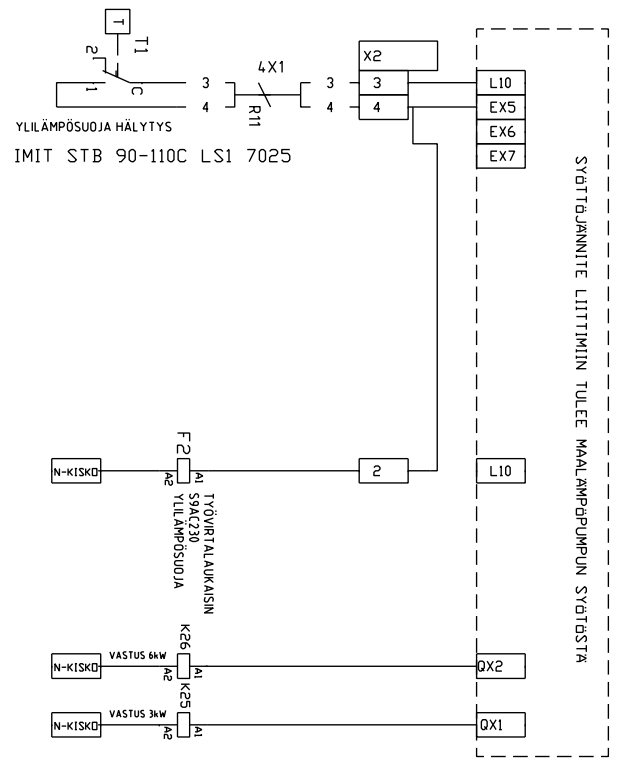 T
T1
2
1
C
3
4
4X1
R11
3
4
X2
3
4
L10
EX5
EX6
EX7
YLILÄMPÖSUOJA HÄLYTYS
IMIT STB 90-110C LS1 7025
SYÖTTÖJÄNNITE LIITTIMIIN TULEE MAALÄMPÖPUMPUN SYÖTÖSTÄ
N-KISKO
A2
F2
A1
2
L10
TYÖVIRTALAUKAISIN
S9AC230
YLILÄMPÖSUOJA
N-KISKO
VASTUS 6kW
A2
K26
A1
QX2
N-KISKO
VASTUS 3kW
A2
K25
A1
QX1